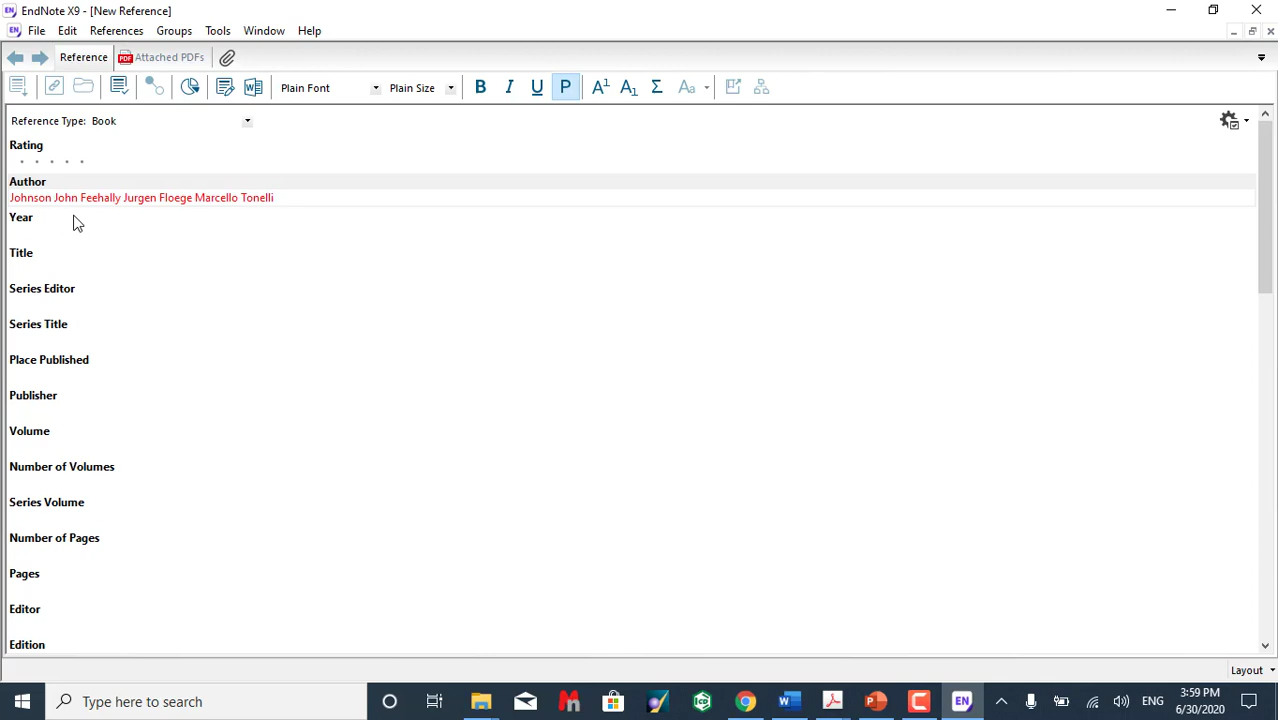 EndNote X9 - [New Reference]
File Edit References Groups Tools Window Help
Reference Attached PDFs
Plain Font Plain Size B I U P A¹ A₁ Σ Aa
Reference Type: Book
Rating
Author
Johnson John Feehally Jurgen Floege Marcello Tonelli
Year
Title
Series Editor
Series Title
Place Published
Publisher
Volume
Number of Volumes
Series Volume
Number of Pages
Pages
Editor
Edition
Layout
Type here to search
ENG
3:59 PM
6/30/2020